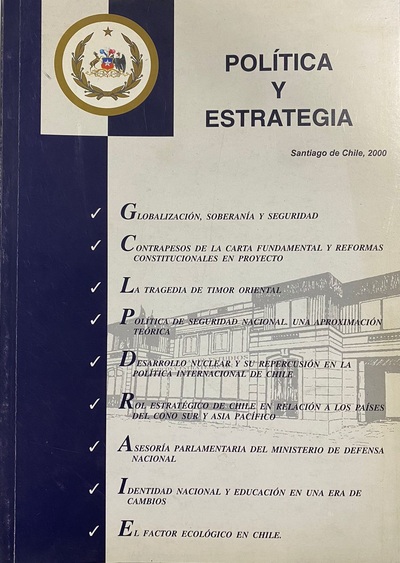 POLÍTICA
Y
ESTRATEGIA
Santiago de Chile, 2000
GLOBALIZACIÓN, SOBERANÍA Y SEGURIDAD
CONTRAPESOS DE LA CARTA FUNDAMENTAL Y REFORMAS
CONSTITUCIONALES EN PROYECTO
LA TRAGEDIA DE TIMOR ORIENTAL
POLÍTICA DE SEGURIDAD NACIONAL. UNA APROXIMACIÓN
TEÓRICA
DESARROLLO NUCLEAR Y SU REPERCUSIÓN EN LA
POLÍTICA INTERNACIONAL DE CHILE
ROL ESTRATÉGICO DE CHILE EN RELACIÓN A LOS PAÍSES
DEL CONO SUR Y ASIA PACÍFICO
ASESORÍA PARLAMENTARIA DEL MINISTERIO DE DEFENSA
NACIONAL
IDENTIDAD NACIONAL Y EDUCACIÓN EN UNA ERA DE
CAMBIOS
EL FACTOR ECOLÓGICO EN CHILE.